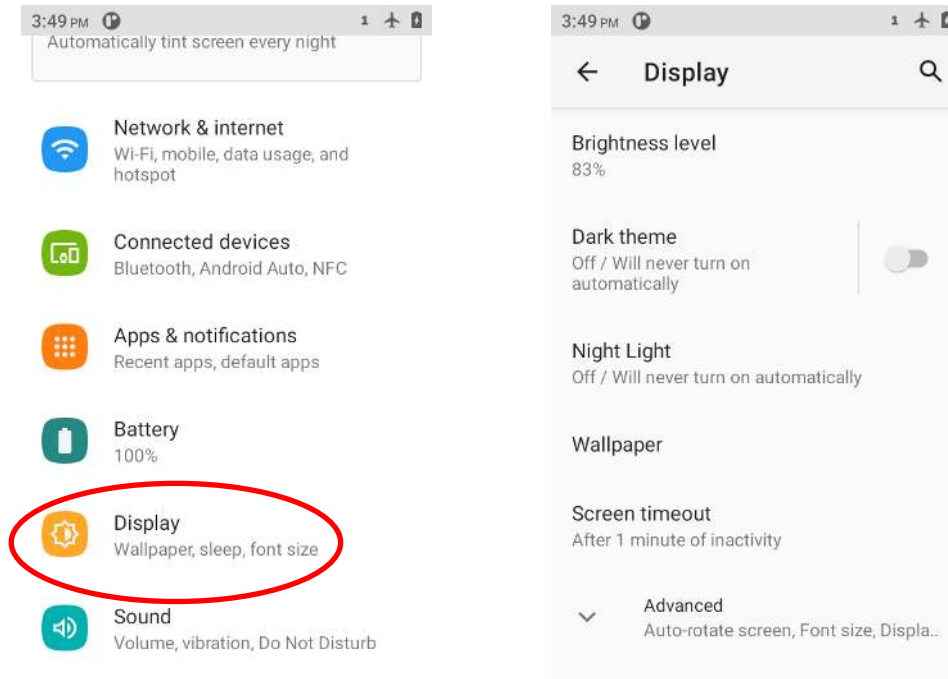 3:49 PM
1
Automatically tint screen every night
Network & internet
Wi-Fi, mobile, data usage, and
hotspot
Connected devices
Bluetooth, Android Auto, NFC
Apps & notifications
Recent apps, default apps
Battery
100%
Display
Wallpaper, sleep, font size
Sound
Volume, vibration, Do Not Disturb
3:49 PM
1
Display
Brightness level
83%
Dark theme
Off / Will never turn on
automatically
Night Light
Off / Will never turn on automatically
Wallpaper
Screen timeout
After 1 minute of inactivity
Advanced
Auto-rotate screen, Font size, Displa..